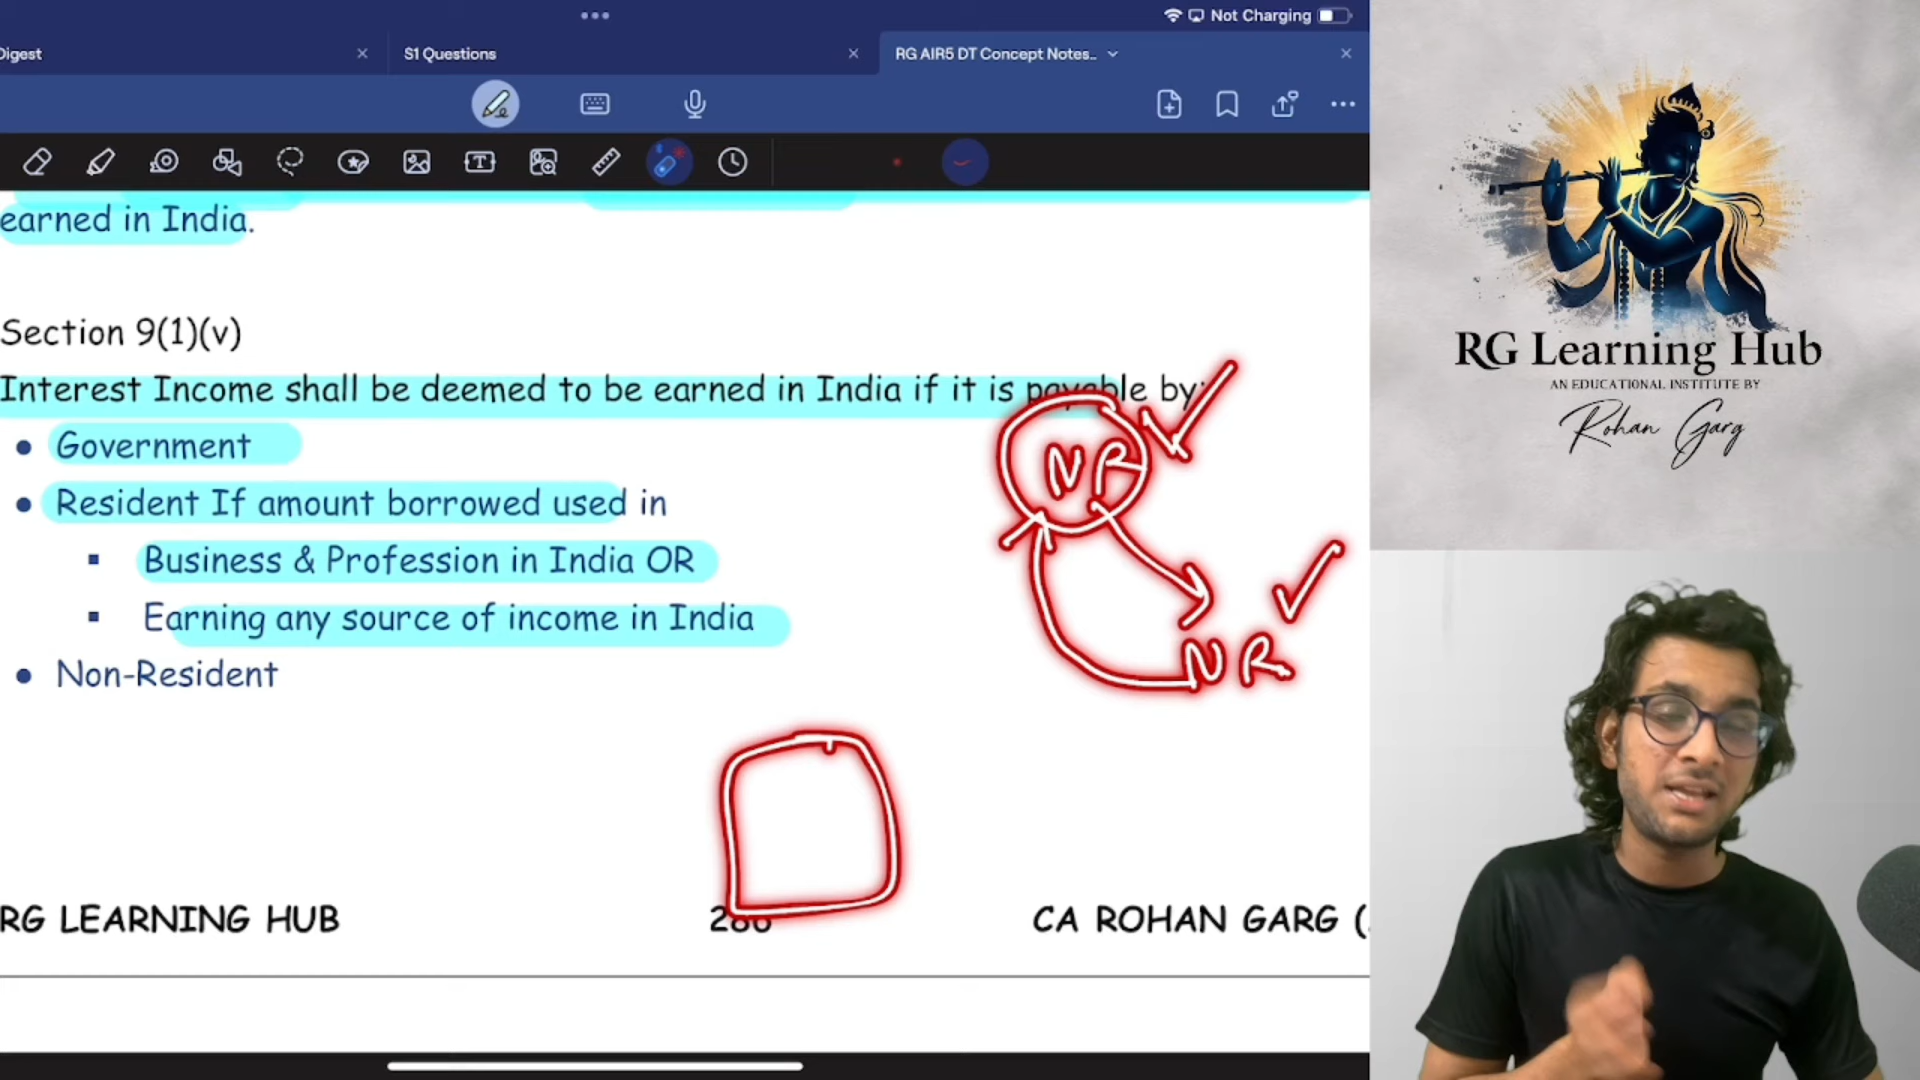 Not Charging
Digest
S1 Questions
RG AIR5 DT Concept Notes..
earned in India.
Section 9(1)(v)
Interest Income shall be deemed to be earned in India if it is payable by:
• Government
• Resident If amount borrowed used in
▪ Business & Profession in India OR
▪ Earning any source of income in India
• Non-Resident
NR
NR
RG LEARNING HUB
286
CA ROHAN GARG (
RG Learning Hub
AN EDUCATIONAL INSTITUTE BY
Rohan Garg